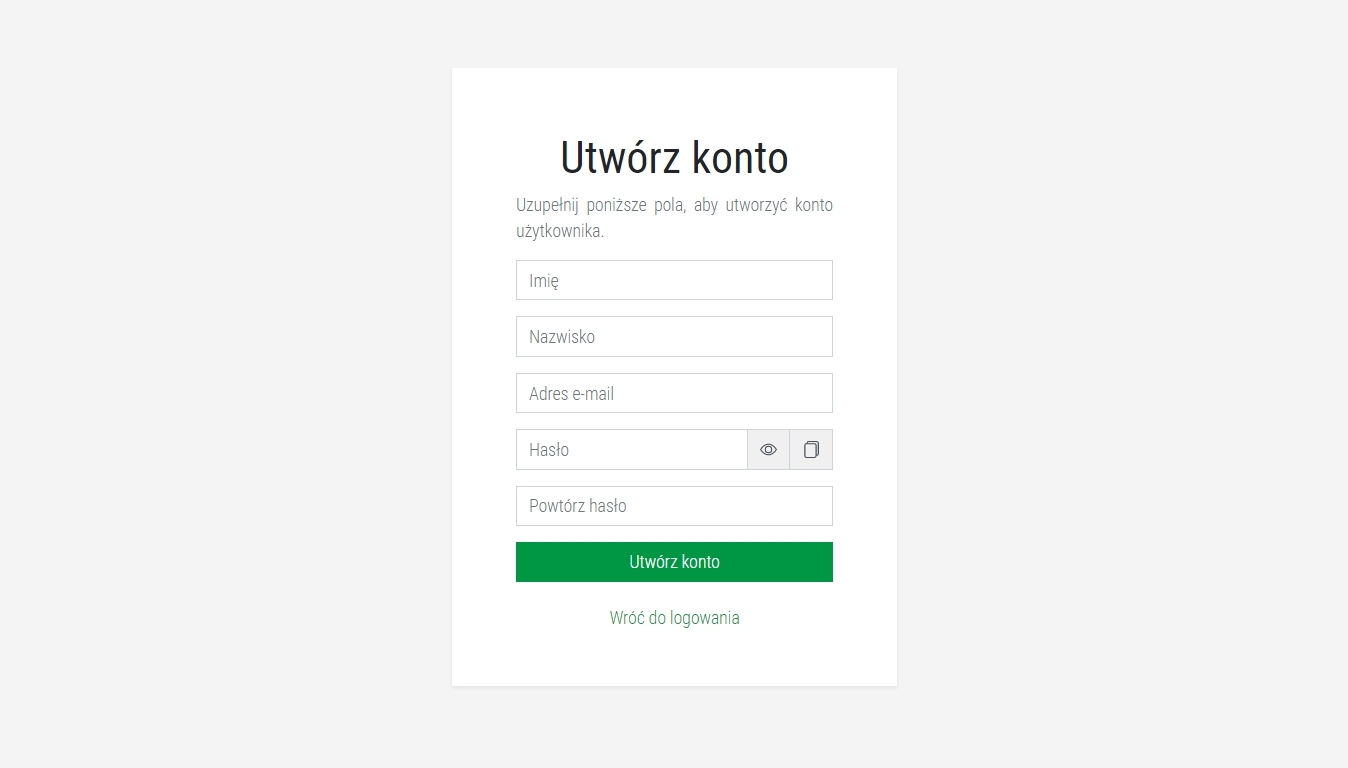 Utwórz konto
Uzupełnij poniższe pola, aby utworzyć konto
użytkownika.
Imię
Nazwisko
Adres e-mail
Hasło
Powtórz hasło
Utwórz konto
Wróć do logowania